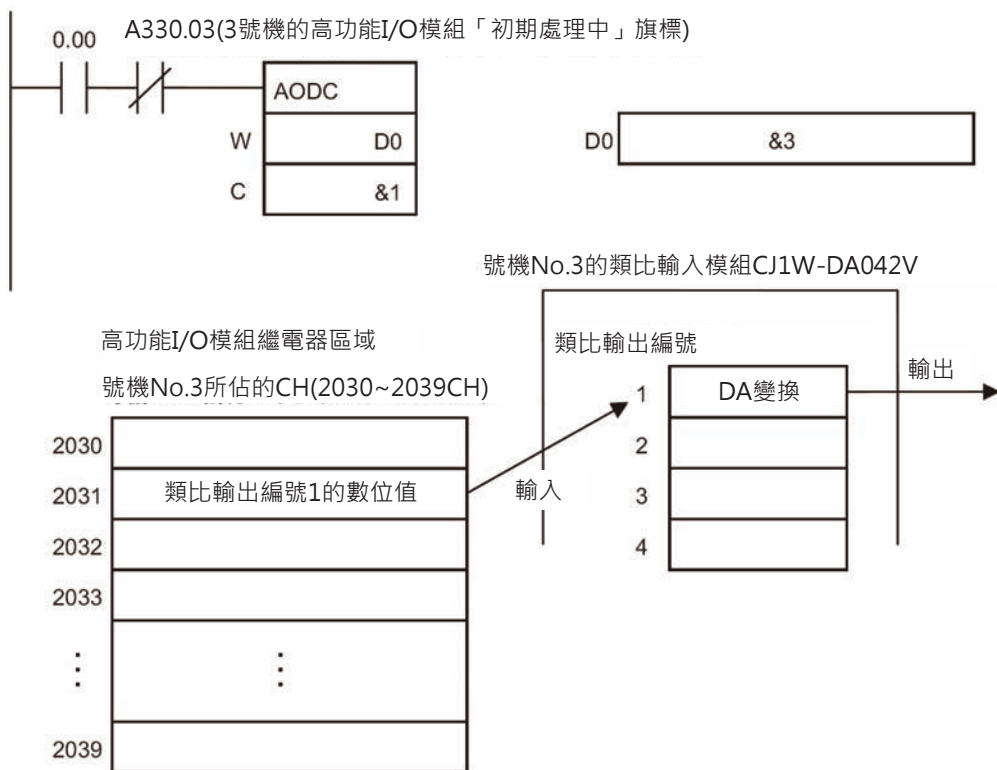 A330.03(3號機的高功能I/O模組「初期處理中」旗標)
0.00
AODC
W D0
C &1
D0 &3
號機No.3的類比輸入模組CJ1W-DA042V
高功能I/O模組繼電器區域
號機No.3所佔的CH(2030~2039CH)
類比輸出編號
1 DA變換
輸出
2
3
4
輸入
2030
2031 類比輸出編號1的數位值
2032
2033
⋮ ⋮
2039